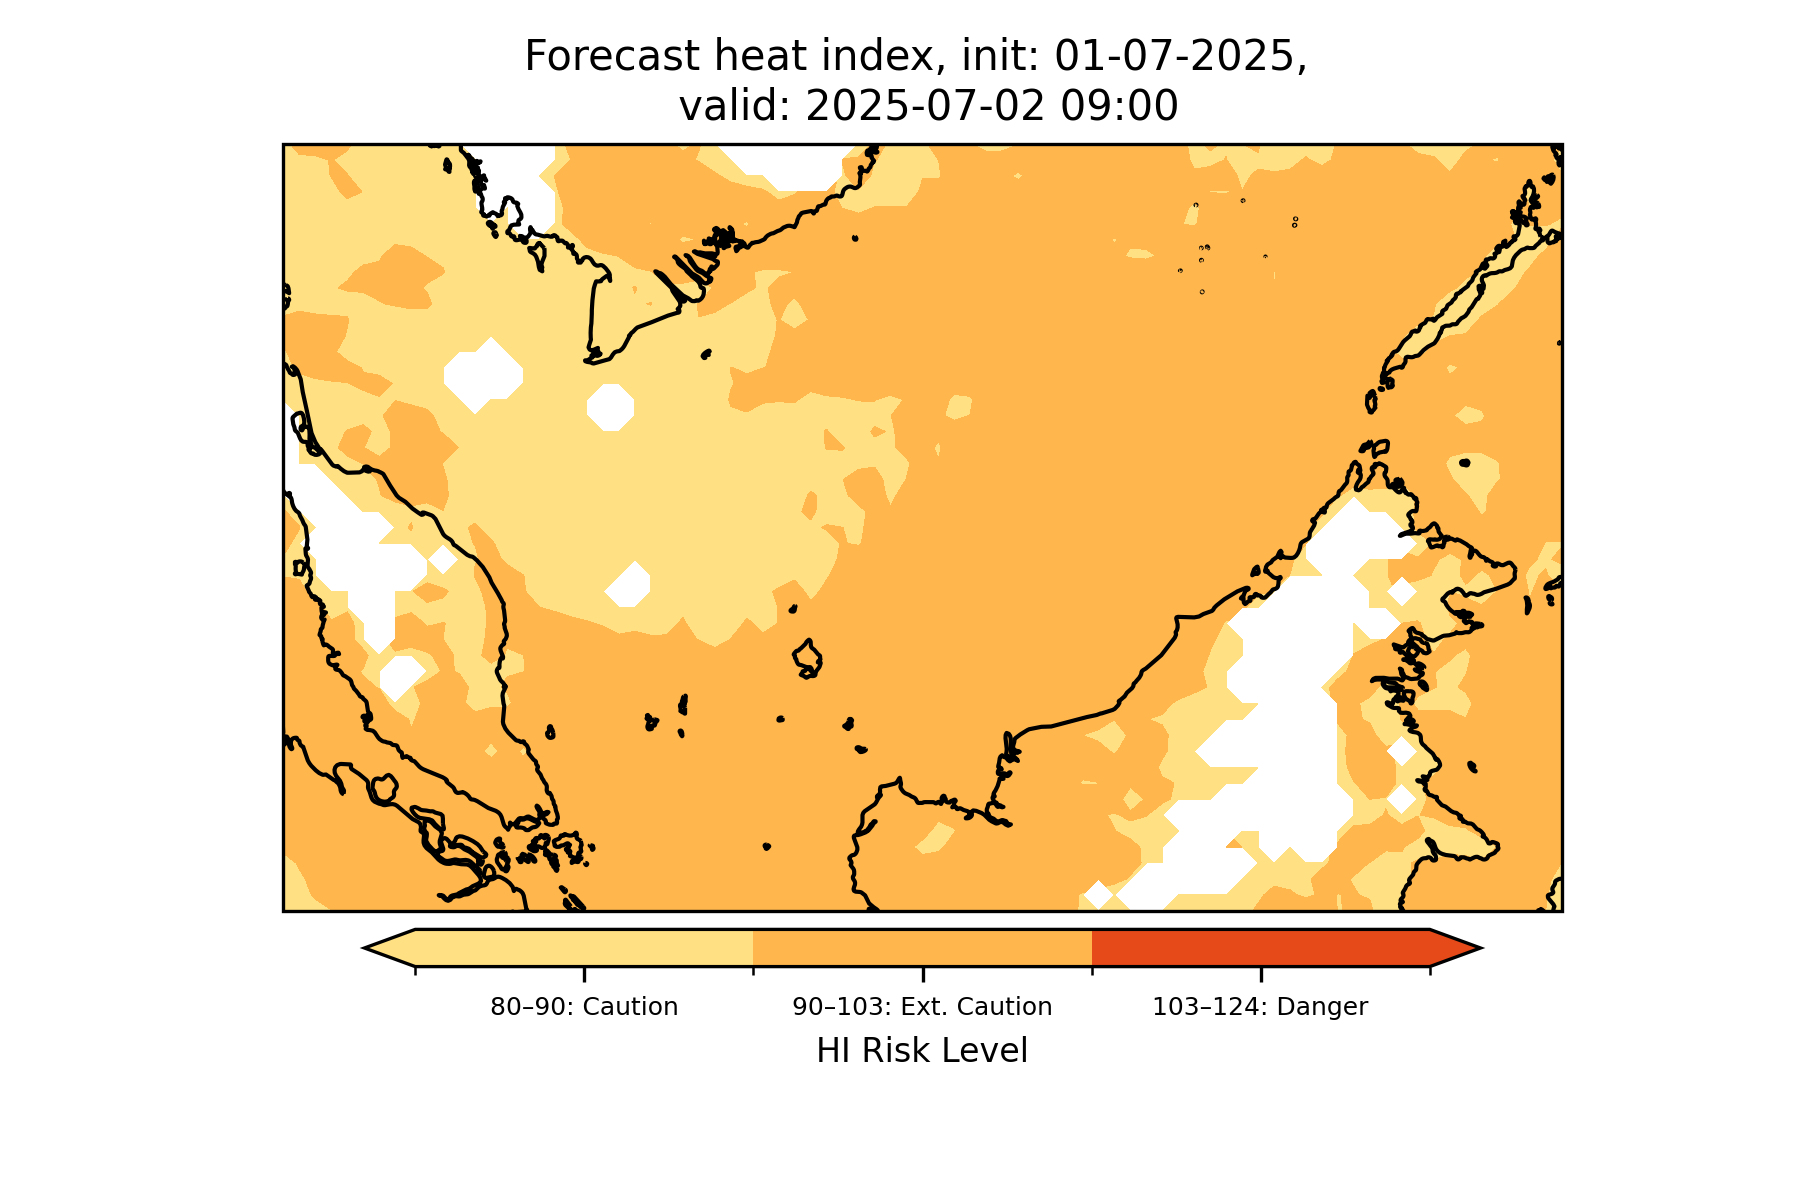 Forecast heat index, init: 01-07-2025,
valid: 2025-07-02 09:00
80–90: Caution
90–103: Ext. Caution
103–124: Danger
HI Risk Level